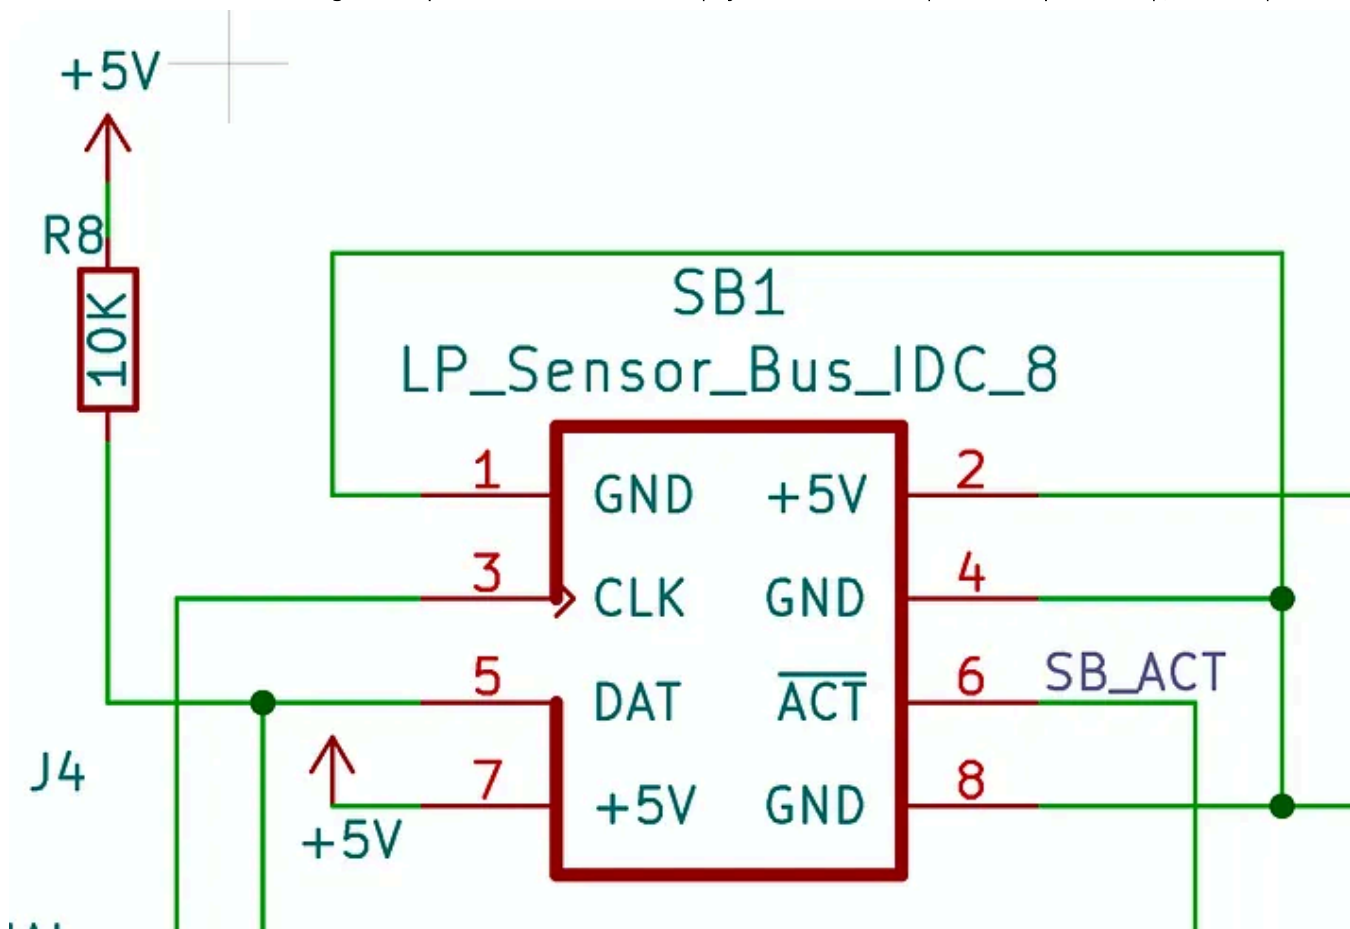 +5V
R8
10K
SB1
LP_Sensor_Bus_IDC_8
1 GND +5V 2
3 CLK GND 4
5 DAT ACT 6 SB_ACT
7 +5V GND 8
J4
+5V